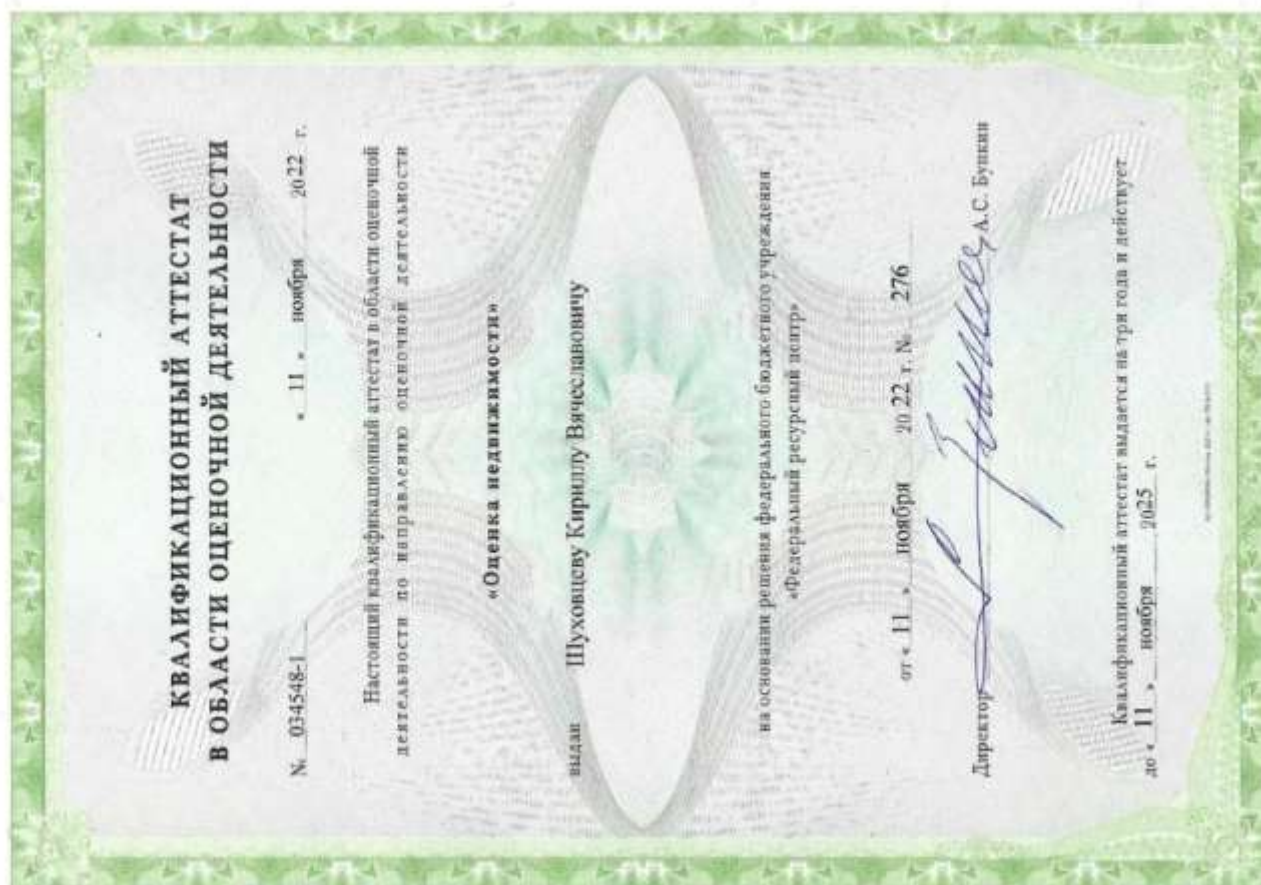 КВАЛИФИКАЦИОННЫЙ АТТЕСТАТ
В ОБЛАСТИ ОЦЕНОЧНОЙ ДЕЯТЕЛЬНОСТИ
№ 034548-1 « 11 » ноября 2022 г.
Настоящий квалификационный аттестат в области оценочной
деятельности по направлению оценочной деятельности
«Оценка недвижимости»
выдан Шуховцеву Кириллу Вячеславовичу
на основании решения федерального бюджетного учреждения
«Федеральный ресурсный центр»
от « 11 » ноября 20 22 г. № 276
Директор А.С. Бункин
Квалификационный аттестат выдается на три года и действует
до « 11 » ноября 2025 г.